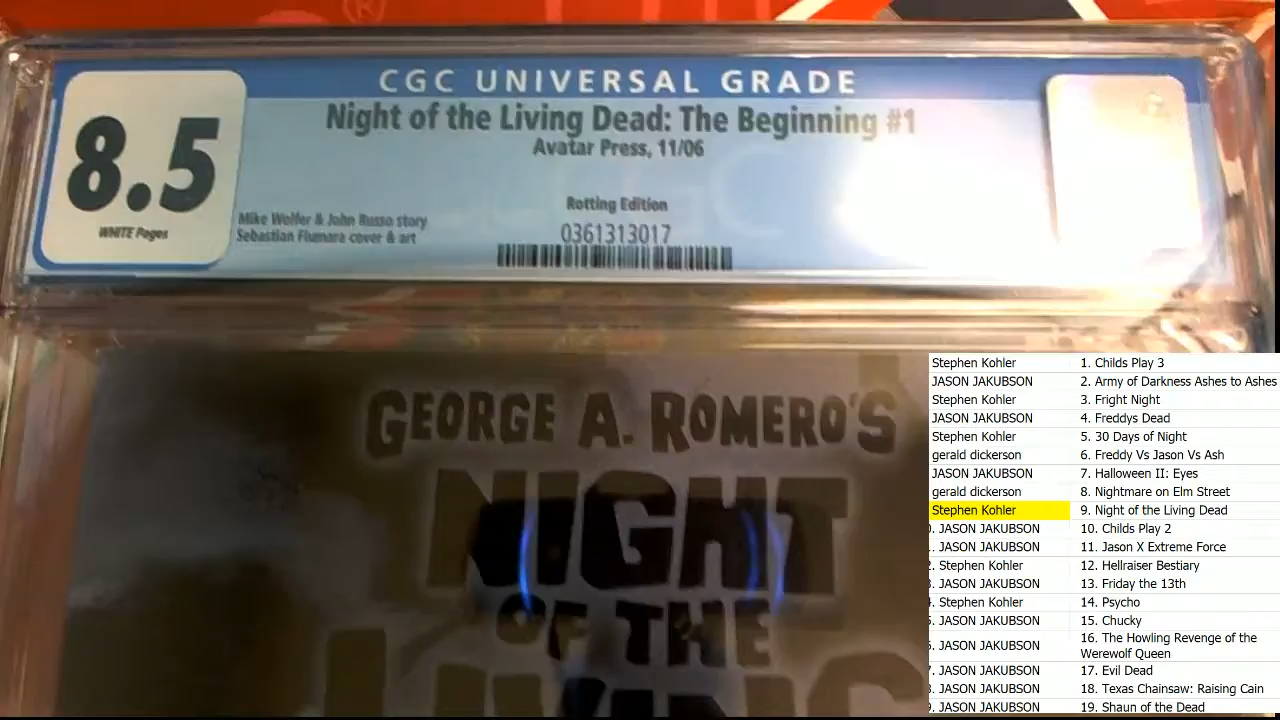 ®
CGC UNIVERSAL GRADE
8.5
WHITE Pages
Night of the Living Dead: The Beginning #1
Avatar Press, 11/06
Rotting Edition
Mike Wolfer & John Russo story
Sebastian Fiumara cover & art
0361313017
GEORGE A. ROMERO'S
NIGHT
OF THE
LIVING
Stephen Kohler 1. Childs Play 3
JASON JAKUBSON 2. Army of Darkness Ashes to Ashes
Stephen Kohler 3. Fright Night
JASON JAKUBSON 4. Freddys Dead
Stephen Kohler 5. 30 Days of Night
gerald dickerson 6. Freddy Vs Jason Vs Ash
JASON JAKUBSON 7. Halloween II: Eyes
gerald dickerson 8. Nightmare on Elm Street
Stephen Kohler 9. Night of the Living Dead
. JASON JAKUBSON 10. Childs Play 2
. JASON JAKUBSON 11. Jason X Extreme Force
. Stephen Kohler 12. Hellraiser Bestiary
. JASON JAKUBSON 13. Friday the 13th
. Stephen Kohler 14. Psycho
. JASON JAKUBSON 15. Chucky
. JASON JAKUBSON 16. The Howling Revenge of the
Werewolf Queen
. JASON JAKUBSON 17. Evil Dead
. JASON JAKUBSON 18. Texas Chainsaw: Raising Cain
. JASON JAKUBSON 19. Shaun of the Dead